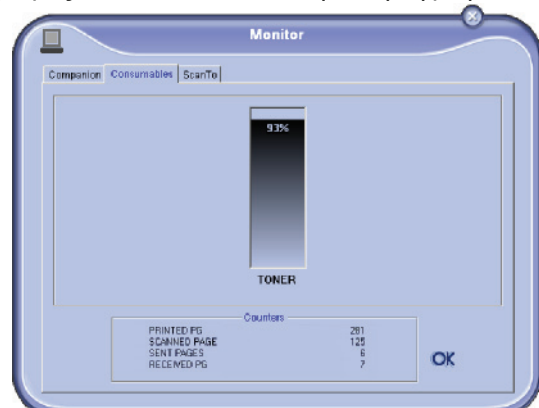 Monitor
Companion Consumables ScanTo
93%
TONER
Counters
PRINTED PG 281
SCANNED PAGE 125
SENT PAGES 6
RECEIVED PG 7
OK